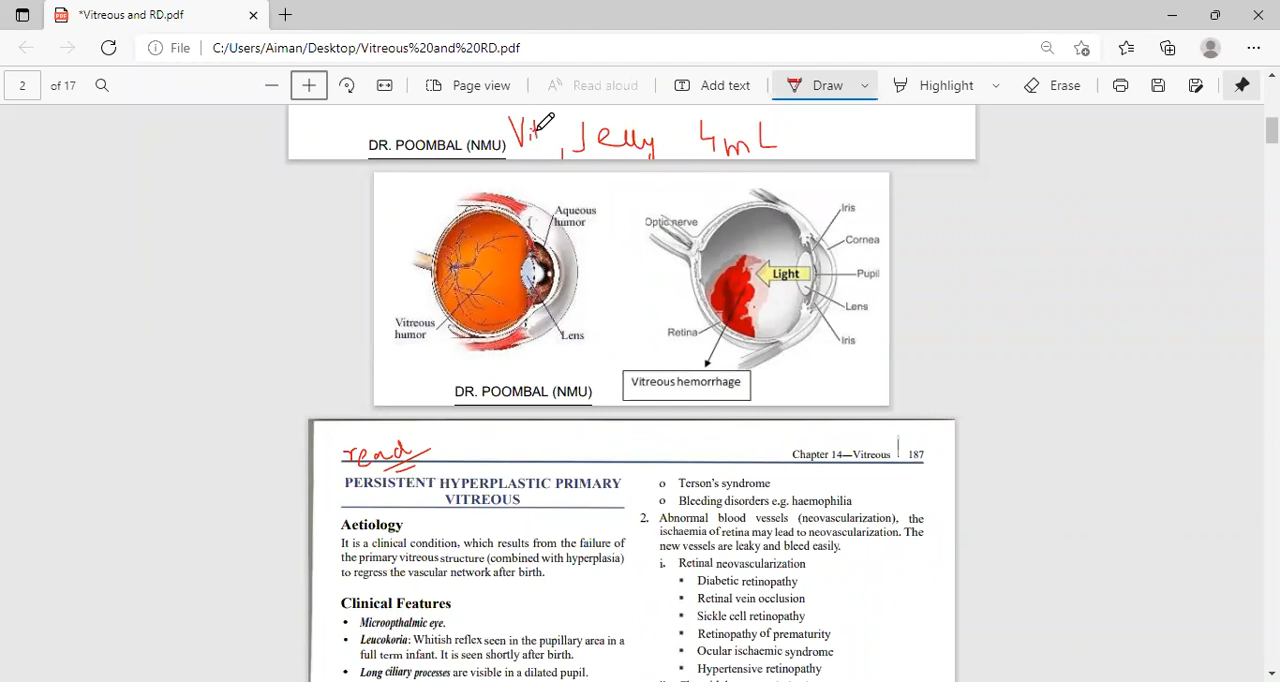 *Vitreous and RD.pdf
File
C:/Users/Aiman/Desktop/Vitreous%20and%20RD.pdf
2 of 17
Page view
Read aloud
Add text
Draw
Highlight
Erase
DR. POOMBAL (NMU)
Vit, Jelly 4mL
Aqueous
humor
Vitreous
humor
Lens
DR. POOMBAL (NMU)
Optic nerve
Iris
Cornea
Light
Pupil
Lens
Retina
Iris
Vitreous hemorrhage
read
Chapter 14—Vitreous 187
PERSISTENT HYPERPLASTIC PRIMARY
VITREOUS
Aetiology
It is a clinical condition, which results from the failure of
the primary vitreous structure (combined with hyperplasia)
to regress the vascular network after birth.
Clinical Features
• Microopthalmic eye.
• Leucokoria: Whitish reflex seen in the pupillary area in a
full term infant. It is seen shortly after birth.
• Long ciliary processes are visible in a dilated pupil.
o Terson's syndrome
o Bleeding disorders e.g. haemophilia
2. Abnormal blood vessels (neovascularization), the
ischaemia of retina may lead to neovascularization. The
new vessels are leaky and bleed easily.
i. Retinal neovascularization
▪ Diabetic retinopathy
▪ Retinal vein occlusion
▪ Sickle cell retinopathy
▪ Retinopathy of prematurity
▪ Ocular ischaemic syndrome
▪ Hypertensive retinopathy